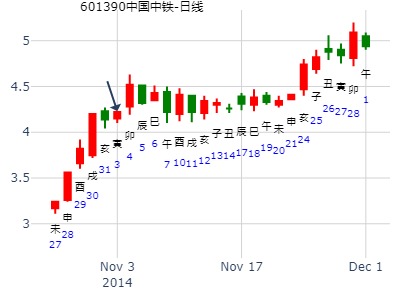 601390中国中铁-日线
5
4.5
4
3.5
3
未 申 酉 戌 亥 寅 卯 辰 巳 午 酉 戌 亥 子 丑 辰 巳 午 未 申 亥 子 丑 寅 卯 午
27 28 29 30 31 3 4 5 6 7 10 11 12 13 14 17 18 19 20 21 24 25 26 27 28 1
Nov 3 Nov 17 Dec 1
2014